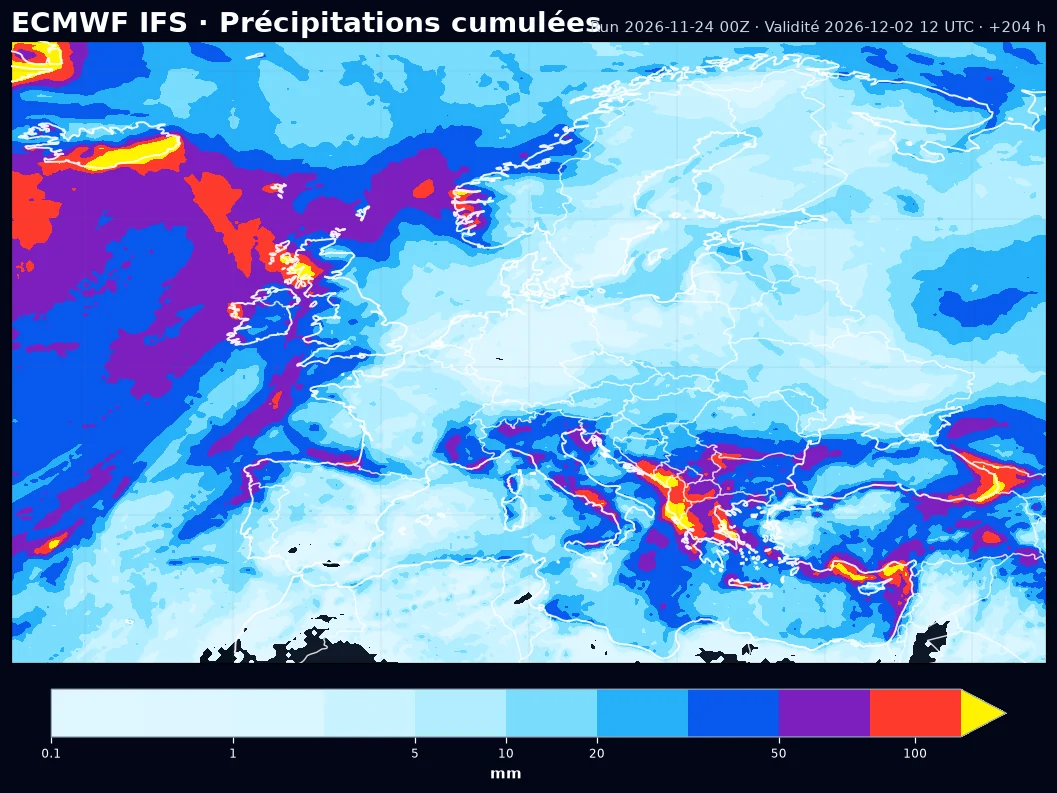 ECMWF IFS · Précipitations cumulées
Run 2026-11-24 00Z · Validité 2026-12-02 12 UTC · +204 h
0.1 1 5 10 20 50 100
mm